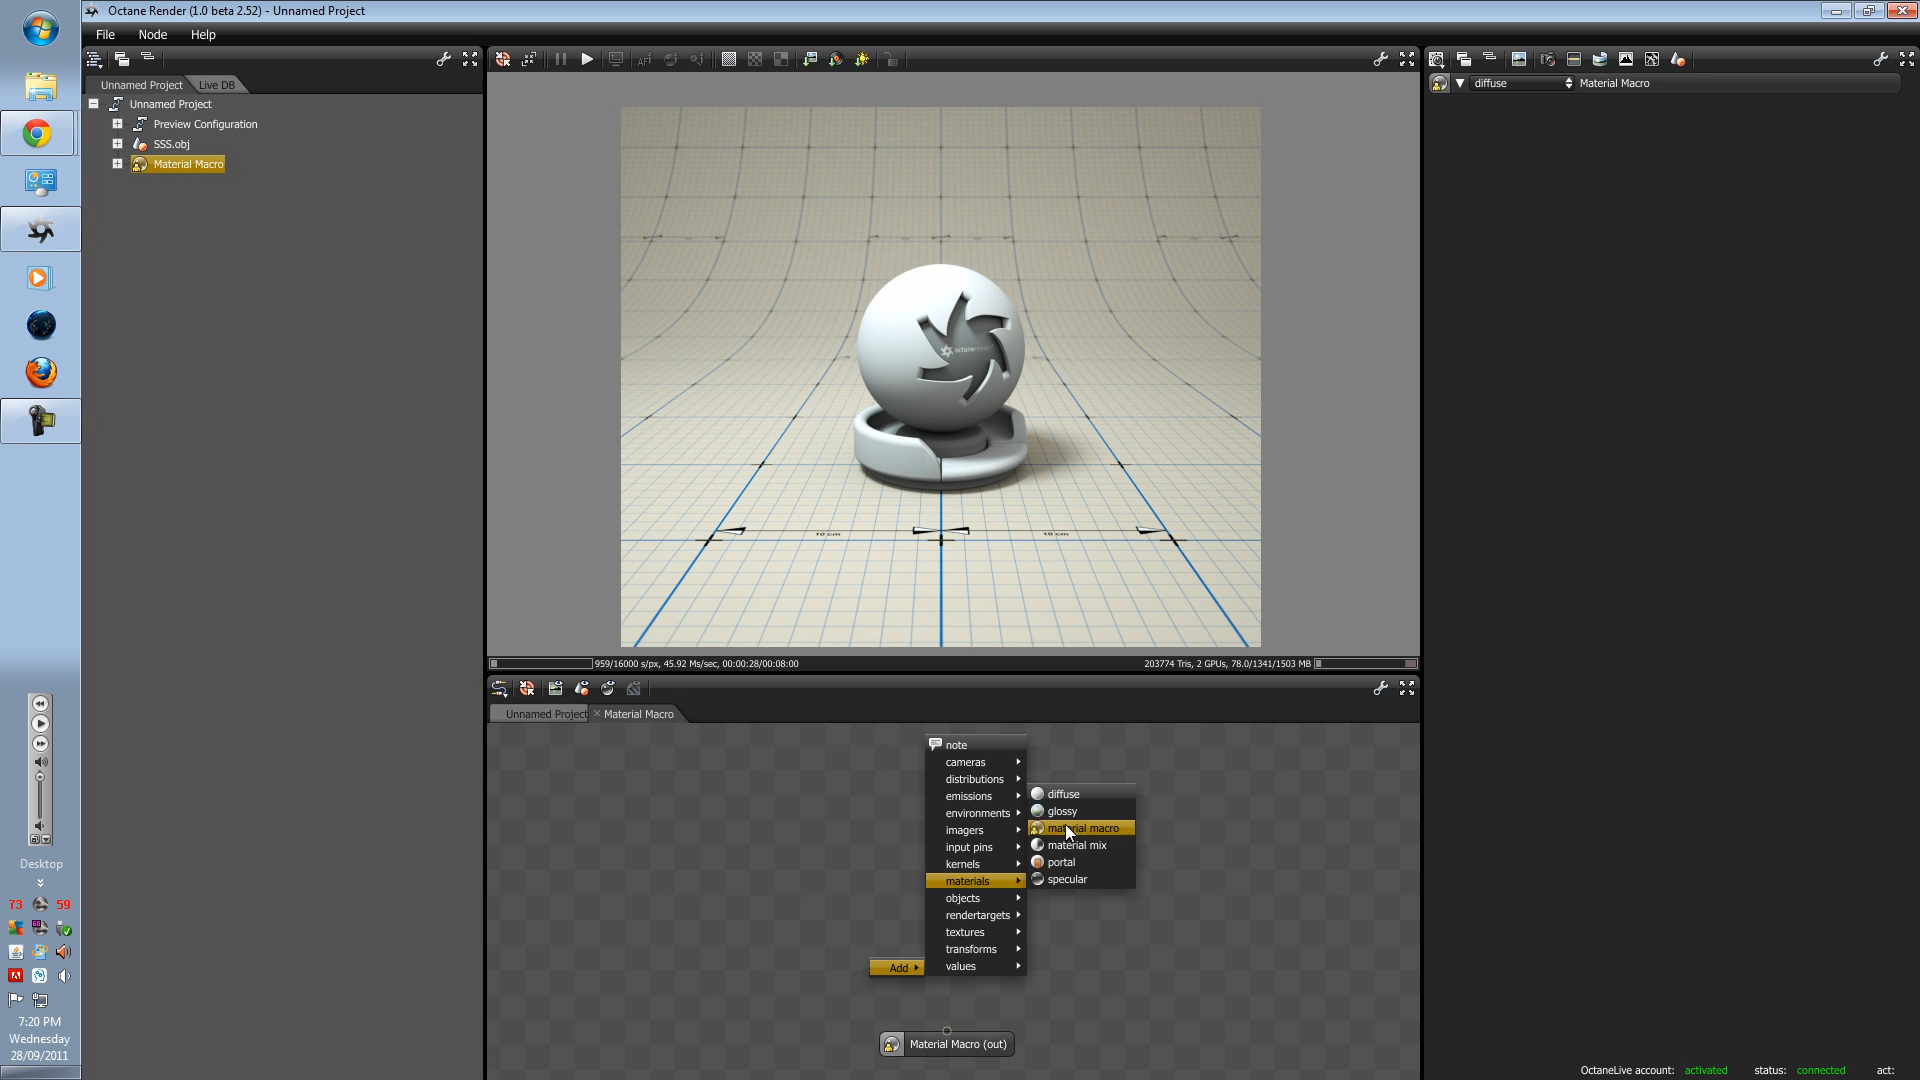 Octane Render (1.0 beta 2.52) - Unnamed Project
File Node Help
Unnamed Project Live DB
Unnamed Project
Preview Configuration
SSS.obj
Material Macro
diffuse Material Macro
octanerender
10 cm 10 cm
959/16000 s/px, 45.92 Ms/sec, 00:00:28/00:08:00 203774 Tris, 2 GPUs, 78.0/1341/1503 MB
Unnamed Project Material Macro
note
cameras
distributions
emissions
environments
imagers
input pins
kernels
materials
objects
rendertargets
textures
transforms
values
diffuse
glossy
material macro
material mix
portal
specular
Add
Material Macro (out)
Desktop
73 59
7:20 PM
Wednesday
28/09/2011
OctaneLive account: activated status: connected act: